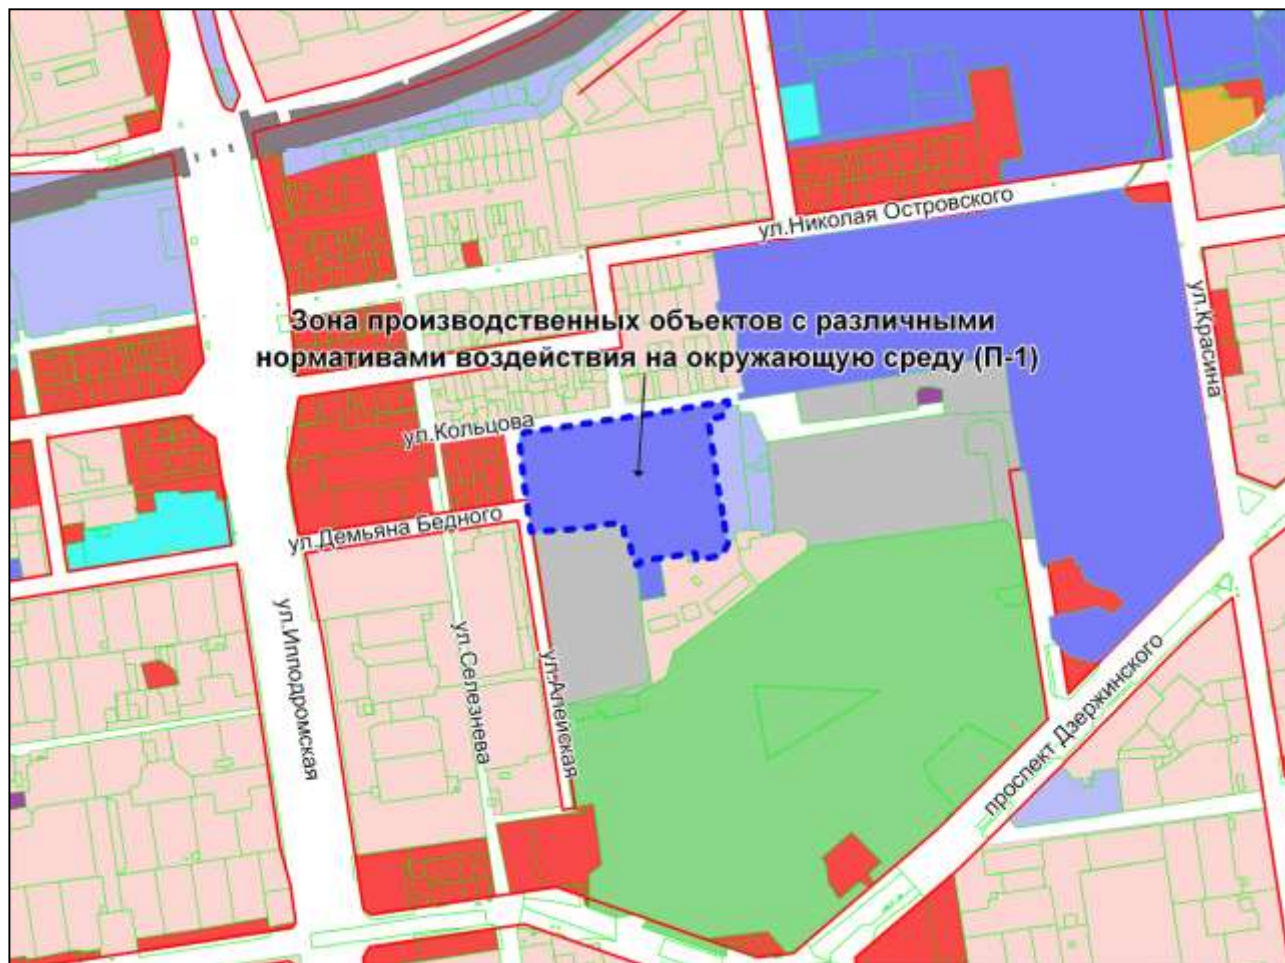 ул.Николая Островского
ул.Красина
Зона производственных объектов с различными
нормативами воздействия на окружающую среду (П-1)
ул.Кольцова
ул.Демьяна Бедного
ул.Ипподромская
ул.Селезнева
ул.Алейская
проспект Дзержинского